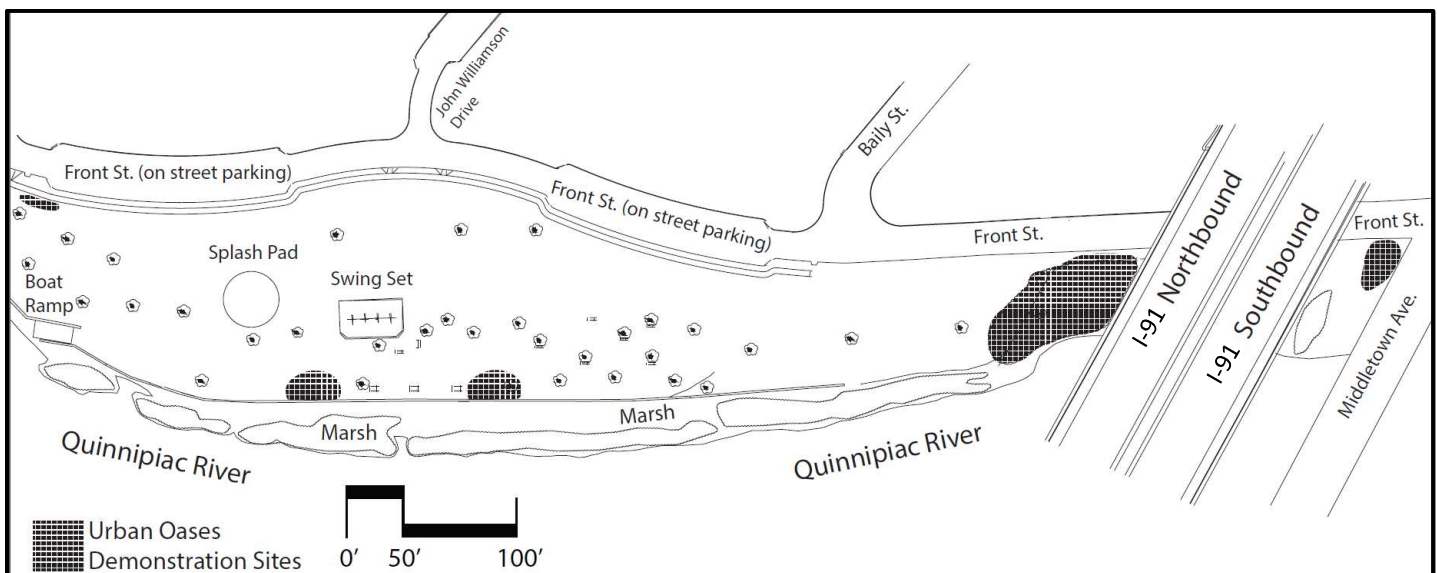 John Williamson
Drive
Baily St.
Front St. (on street parking)
Front St. (on street parking)
Front St.
Front St.
I-91 Northbound
I-91 Southbound
Middletown Ave.
Splash Pad
Swing Set
Boat
Ramp
Marsh
Marsh
Quinnipiac River
Quinnipiac River
Urban Oases
Demonstration Sites
0' 50' 100'